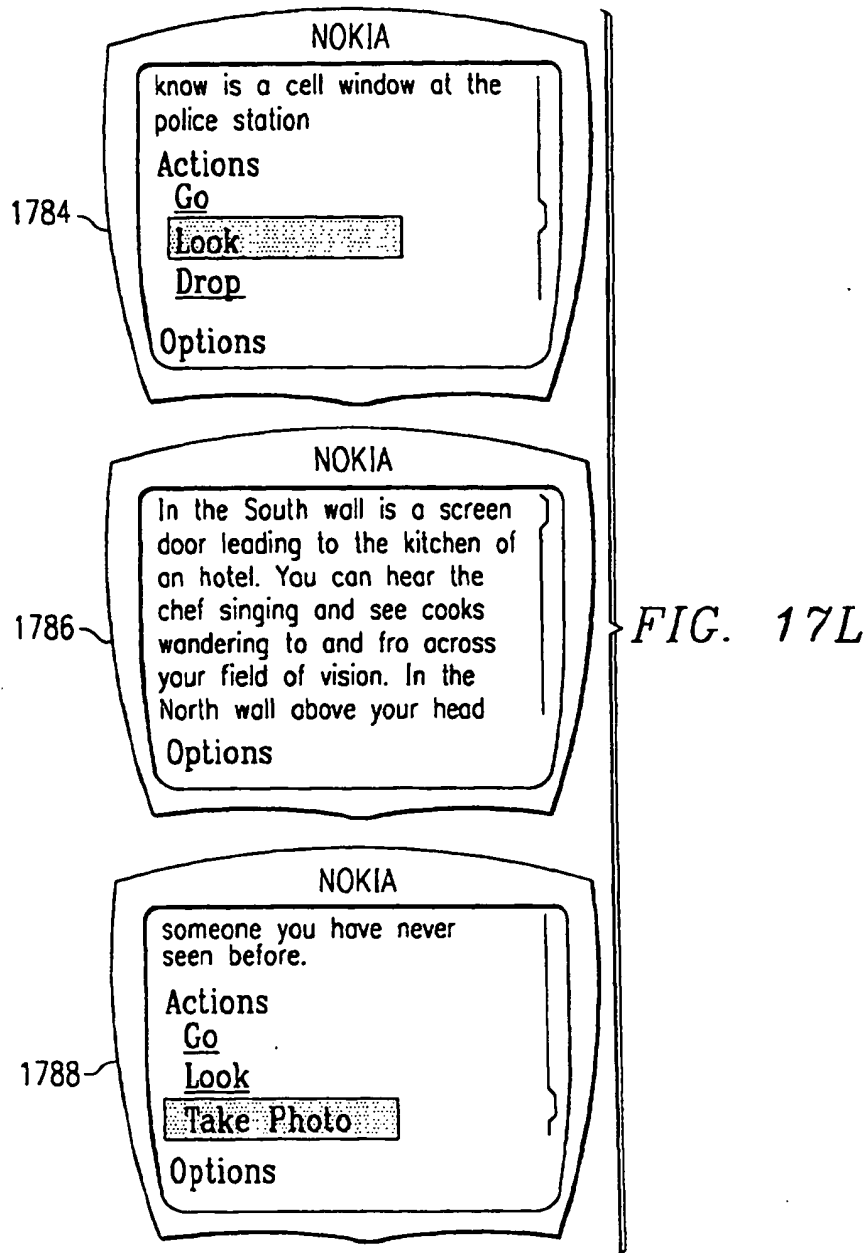 NOKIA
know is a cell window at the
police station
Actions
Go
1784
Look
Drop
Options
NOKIA
In the South wall is a screen
door leading to the kitchen of
an hotel. You can hear the
chef singing and see cooks
1786
wandering to and fro across
your field of vision. In the
North wall above your head
Options
FIG. 17L
NOKIA
someone you have never
seen before.
Actions
Go
1788
Look
Take Photo
Options